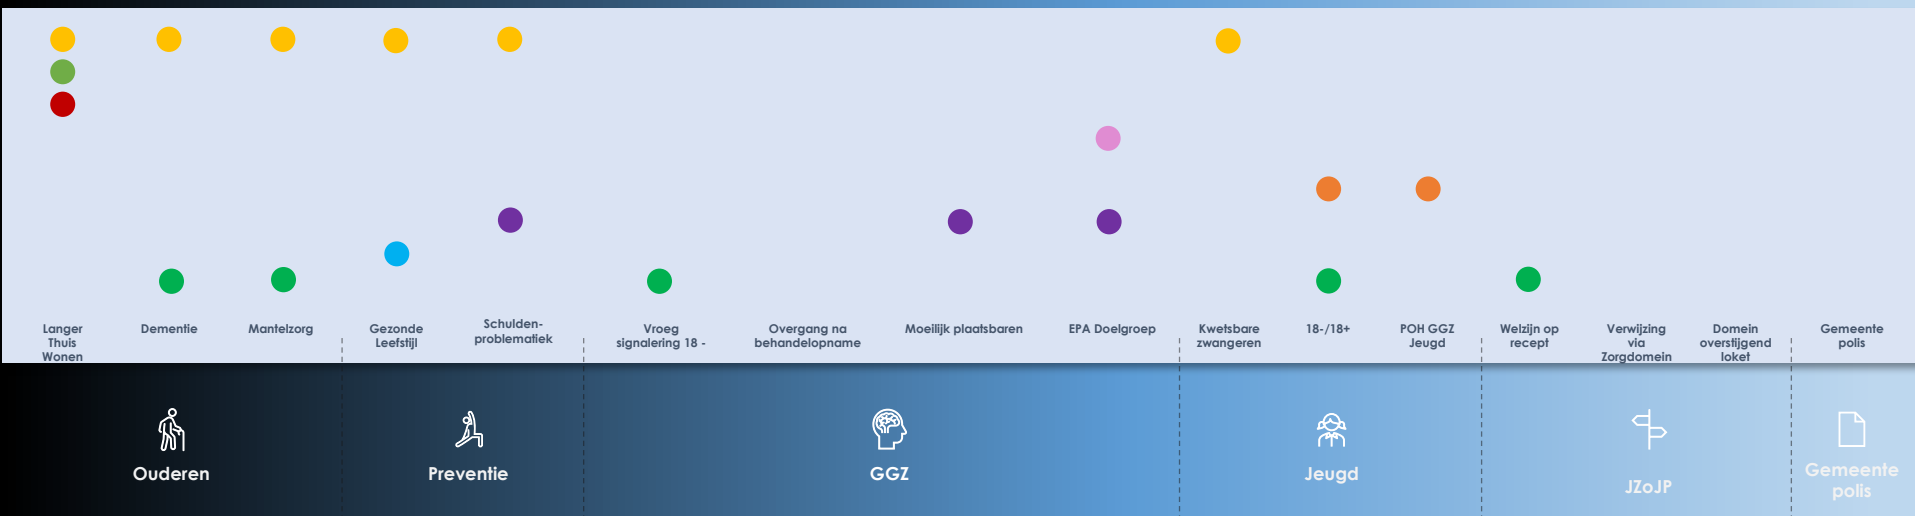 Langer
Thuis
Wonen
Dementie
Mantelzorg
Gezonde
Leefstijl
Schulden-
problematiek
Vroeg
signalering 18 -
Overgang na
behandelopname
Moeilijk plaatsbaren
EPA Doelgroep
Kwetsbare
zwangeren
18-/18+
POH GGZ
Jeugd
Welzijn op
recept
Verwijzing
via
Zorgdomein
Domein
overstijgend
loket
Gemeente
polis
Ouderen
Preventie
GGZ
Jeugd
JZoJP
Gemeente
polis